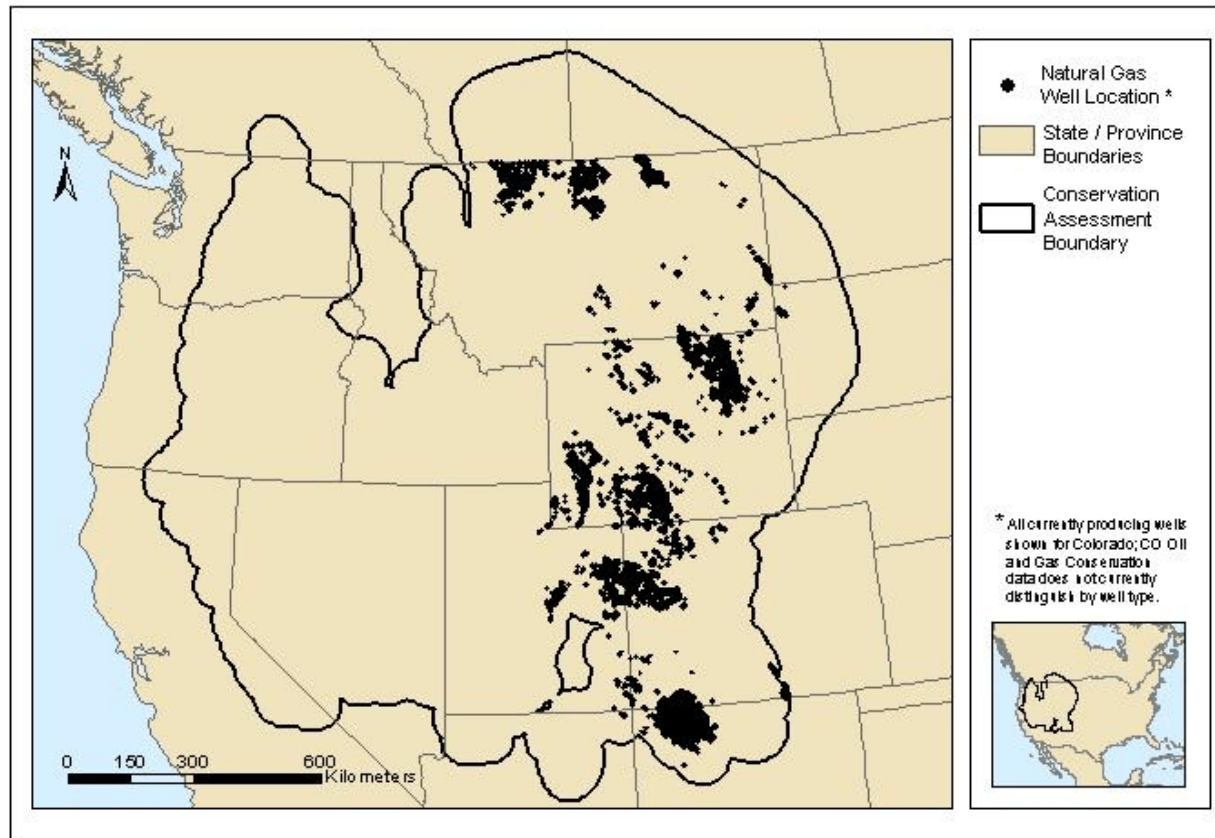 N
0 150 300 600
Kilometers
Natural Gas
Well Location *
State / Province
Boundaries
Conservation
Assessment
Boundary
* All currently producing wells
shown for Colorado; CO Oil
and Gas Conservation
data does not currently
distinguish by well type.